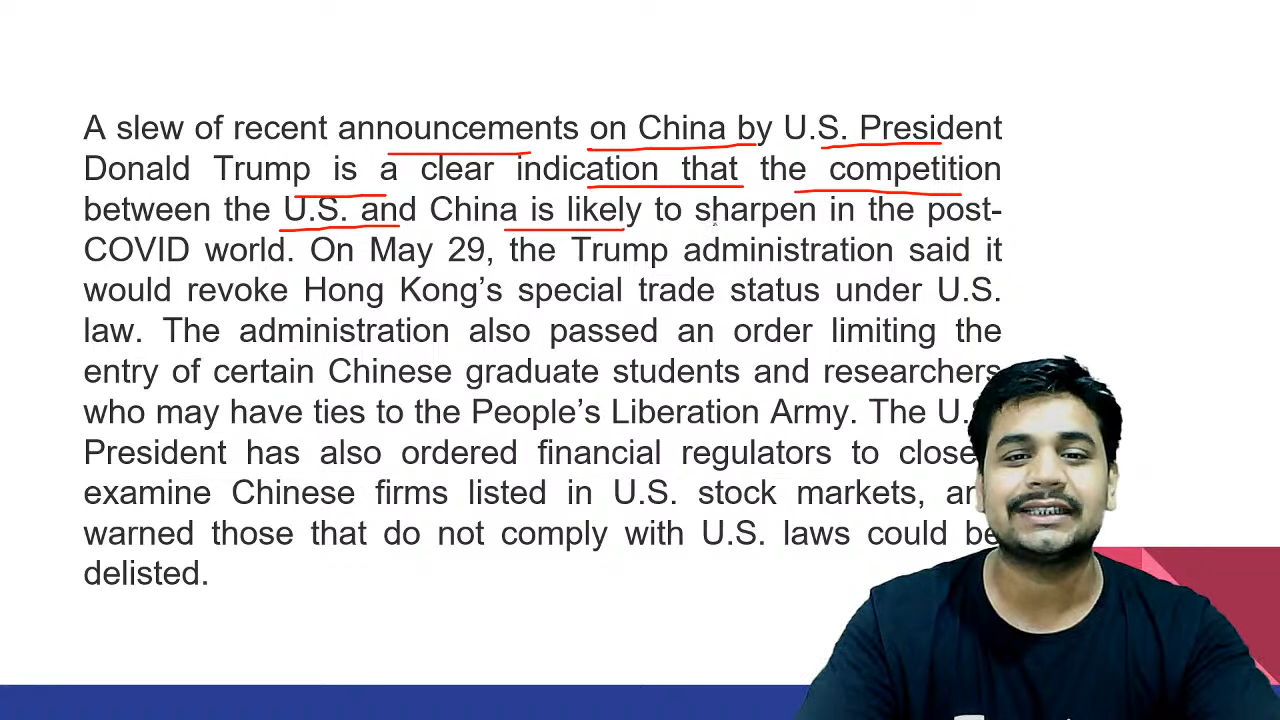 A slew of recent announcements on China by U.S. President
Donald Trump is a clear indication that the competition
between the U.S. and China is likely to sharpen in the post-
COVID world. On May 29, the Trump administration said it
would revoke Hong Kong’s special trade status under U.S.
law. The administration also passed an order limiting the
entry of certain Chinese graduate students and researchers
who may have ties to the People’s Liberation Army. The
President has also ordered financial regulators to
examine Chinese firms listed in U.S. stock markets,
warned those that do not comply with U.S. laws could be
delisted.